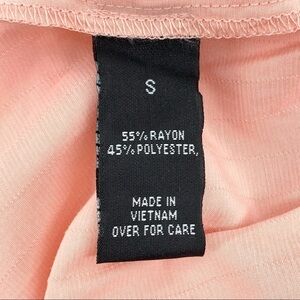 S
55% RAYON
45% POLYESTER,
MADE IN
VIETNAM
OVER FOR CARE